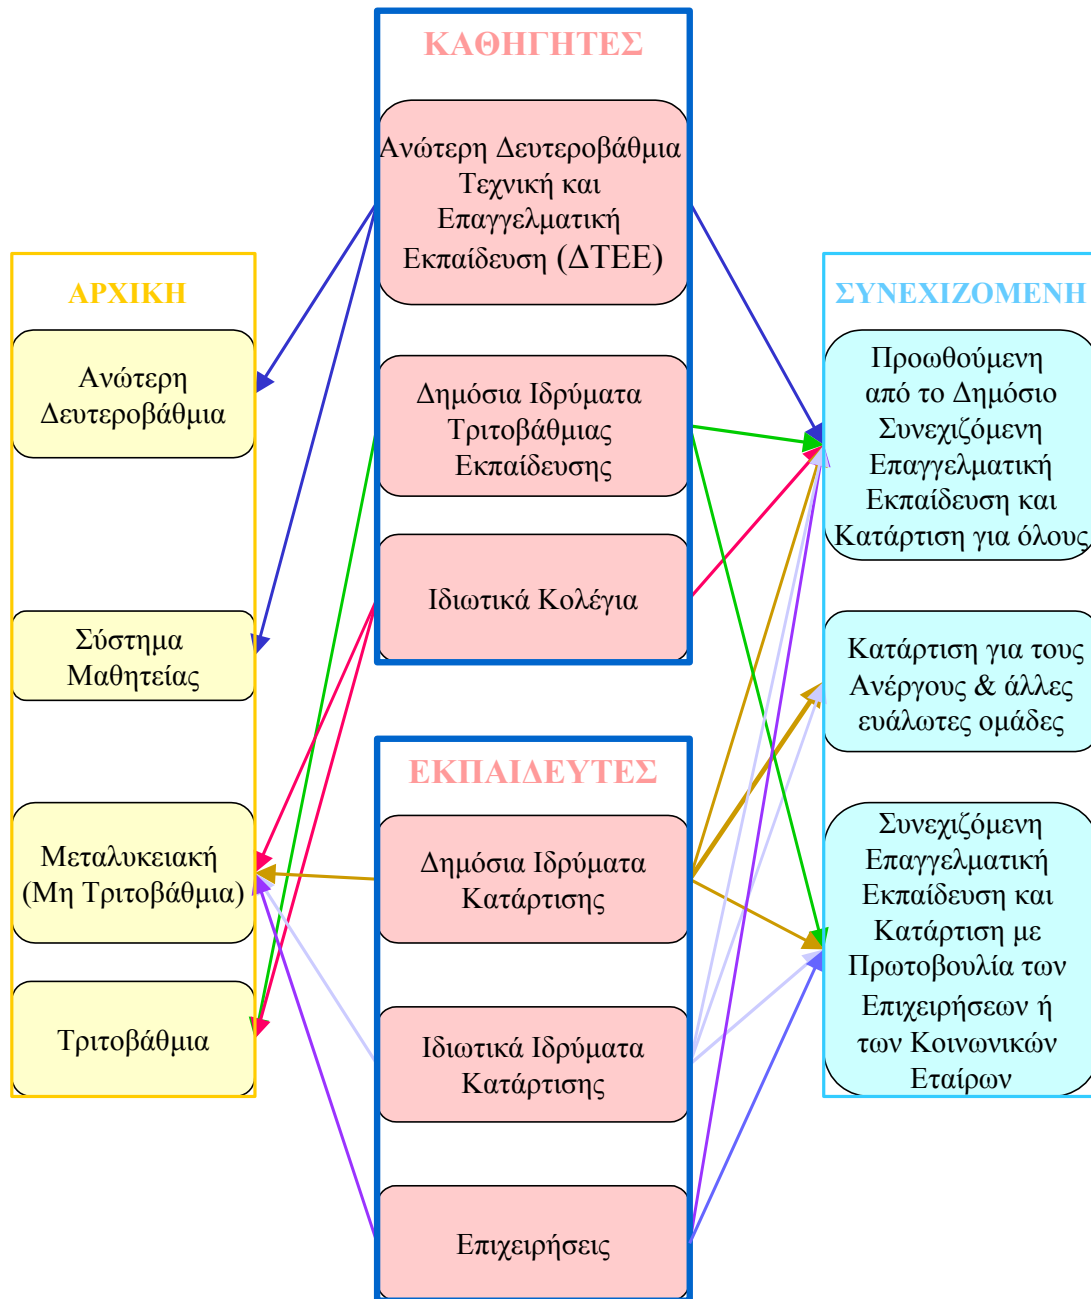 ΚΑΘΗΓΗΤΕΣ
Ανώτερη Δευτεροβάθμια
Τεχνική και
Επαγγελματική
Εκπαίδευση (ΔΤΕΕ)
Δημόσια Ιδρύματα
Τριτοβάθμιας
Εκπαίδευσης
Ιδιωτικά Κολέγια
ΑΡΧΙΚΗ
Ανώτερη
Δευτεροβάθμια
Σύστημα
Μαθητείας
Μεταλυκειακή
(Μη Τριτοβάθμια)
Τριτοβάθμια
ΕΚΠΑΙΔΕΥΤΕΣ
Δημόσια Ιδρύματα
Κατάρτισης
Ιδιωτικά Ιδρύματα
Κατάρτισης
Επιχειρήσεις
ΣΥΝΕΧΙΖΟΜΕΝΗ
Προωθούμενη
από το Δημόσιο
Συνεχιζόμενη
Επαγγελματική
Εκπαίδευση και
Κατάρτιση για όλους
Κατάρτιση για τους
Ανέργους & άλλες
ευάλωτες ομάδες
Συνεχιζόμενη
Επαγγελματική
Εκπαίδευση και
Κατάρτιση με
Πρωτοβουλία των
Επιχειρήσεων ή
των Κοινωνικών
Εταίρων